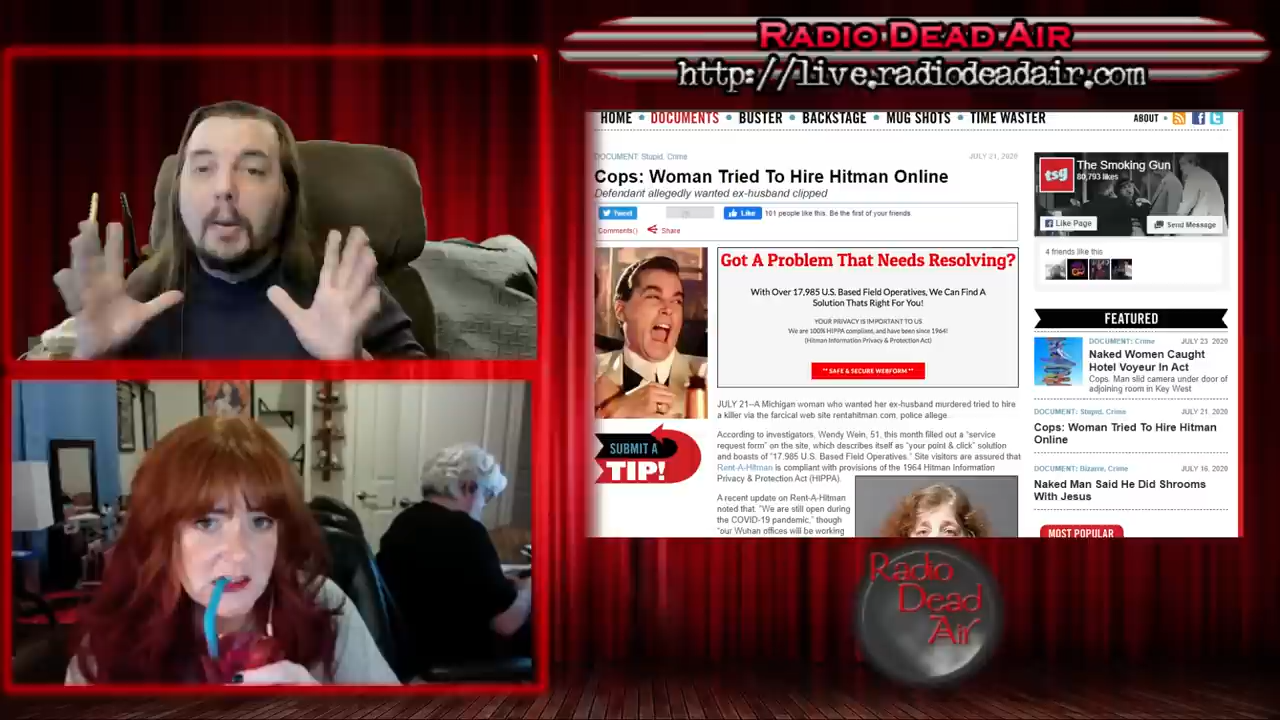 RADIO DEAD AIR
http://live.radiodeadair.com
HOME • DOCUMENTS • BUSTER • BACKSTAGE • MUG SHOTS • TIME WASTER
ABOUT •
DOCUMENT: Stupid, Crime
JULY 21, 2020
Cops: Woman Tried To Hire Hitman Online
Defendant allegedly wanted ex-husband clipped
Tweet
Like
101 people like this. Be the first of your friends.
Comments()
Share
Got A Problem That Needs Resolving?
With Over 17,985 U.S. Based Field Operatives, We Can Find A
Solution Thats Right For You!
YOUR PRIVACY IS IMPORTANT TO US
We are 100% HIPPA compliant, and have been since 1964!
(Hitman Information Privacy & Protection Act)
** SAFE & SECURE WEBFORM **
SUBMIT A
TIP!
JULY 21--A Michigan woman who wanted her ex-husband murdered tried to hire
a killer via the farcical web site rentahitman.com, police allege.
According to investigators, Wendy Wein, 51, this month filled out a "service
request form" on the site, which describes itself as "your point & click" solution
and boasts of "17,985 U.S. Based Field Operatives." Site visitors are assured that
Rent-A-Hitman is compliant with provisions of the 1964 Hitman Information
Privacy & Protection Act (HIPPA).
A recent update on Rent-A-Hitman
noted that "We are still open during
the COVID-19 pandemic," though
"our Wuhan offices will be working
tsg
The Smoking Gun
80,793 likes
Like Page
Send Message
4 friends like this
FEATURED
DOCUMENT: Crime
JULY 23, 2020
Naked Women Caught
Hotel Voyeur In Act
Cops: Man slid camera under door of
adjoining room in Key West
DOCUMENT: Stupid, Crime
JULY 21, 2020
Cops: Woman Tried To Hire Hitman
Online
DOCUMENT: Bizarre, Crime
JULY 16, 2020
Naked Man Said He Did Shrooms
With Jesus
MOST POPULAR
Radio
Dead
Air